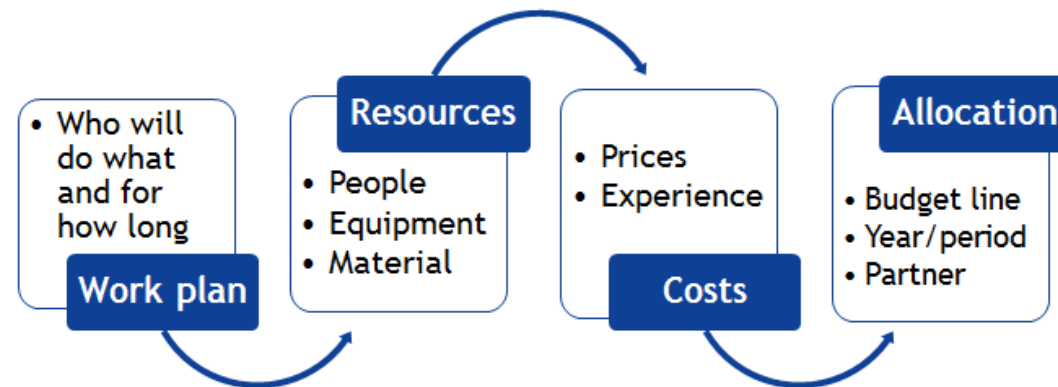 • Who will
do what
and for
how long
Work plan
Resources
• People
• Equipment
• Material
• Prices
• Experience
Costs
Allocation
• Budget line
• Year/period
• Partner